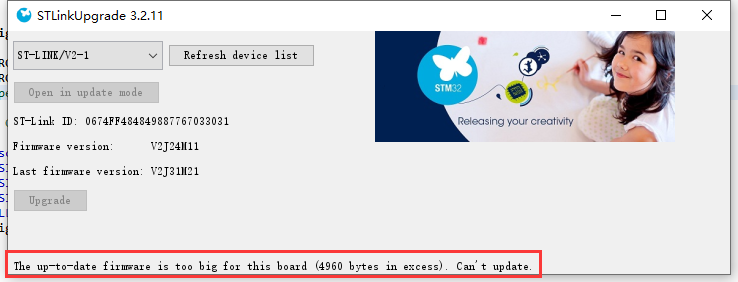 STLinkUpgrade 3.2.11
ST-LINK/V2-1
Refresh device list
Open in update mode
ST-Link ID: 0674FF484849887767033031
Firmware version: V2J24M11
Last firmware version: V2J31M21
Upgrade
STM32
Releasing your creativity
The up-to-date firmware is too big for this board (4960 bytes in excess). Can't update.